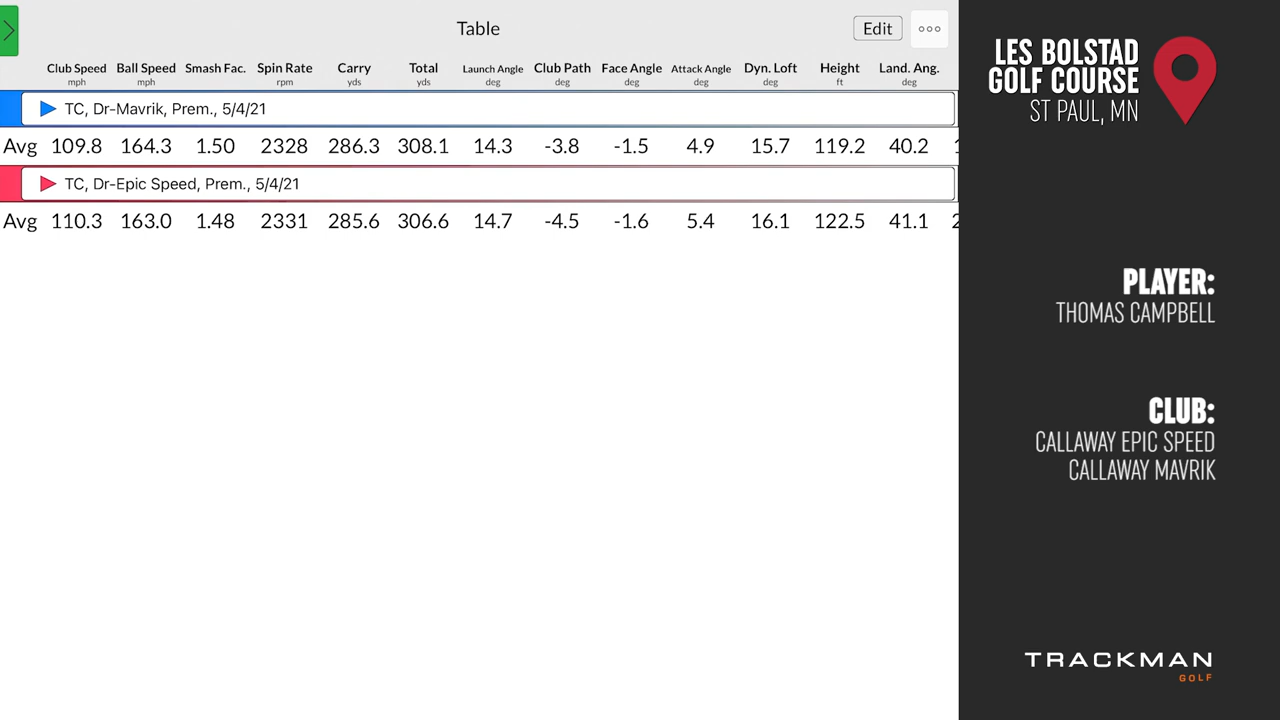 Table
Edit
Club Speed Ball Speed Smash Fac. Spin Rate Carry Total Launch Angle Club Path Face Angle Attack Angle Dyn. Loft Height Land. Ang.
mph mph rpm yds yds deg deg deg deg deg ft deg
TC, Dr-Mavrik, Prem., 5/4/21
Avg 109.8 164.3 1.50 2328 286.3 308.1 14.3 -3.8 -1.5 4.9 15.7 119.2 40.2
TC, Dr-Epic Speed, Prem., 5/4/21
Avg 110.3 163.0 1.48 2331 285.6 306.6 14.7 -4.5 -1.6 5.4 16.1 122.5 41.1
LES BOLSTAD
GOLF COURSE
ST PAUL, MN
PLAYER:
THOMAS CAMPBELL
CLUB:
CALLAWAY EPIC SPEED
CALLAWAY MAVRIK
TRACKMAN
GOLF